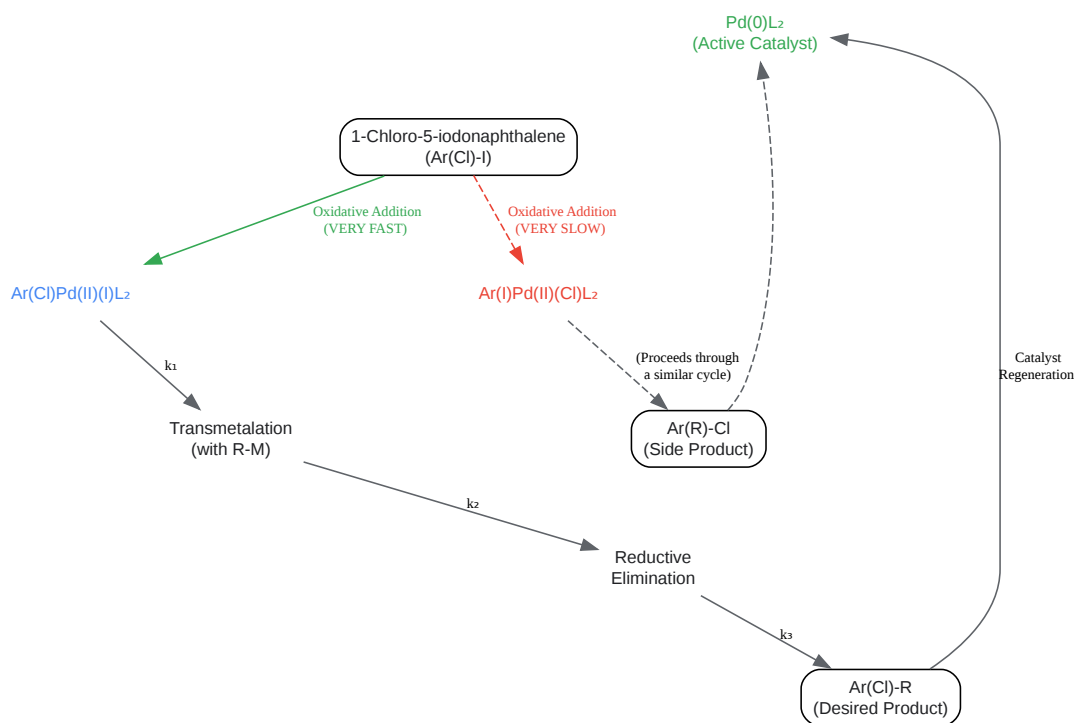 Pd(0)L₂
(Active Catalyst)
1-Chloro-5-iodonaphthalene
(Ar(Cl)-I)
Oxidative Addition
(VERY FAST)
Oxidative Addition
(VERY SLOW)
Ar(Cl)Pd(II)(I)L₂
Ar(I)Pd(II)(Cl)L₂
k₁
(Proceeds through
a similar cycle)
Catalyst
Regeneration
Transmetalation
(with R-M)
Ar(R)-Cl
(Side Product)
k₂
Reductive
Elimination
k₃
Ar(Cl)-R
(Desired Product)